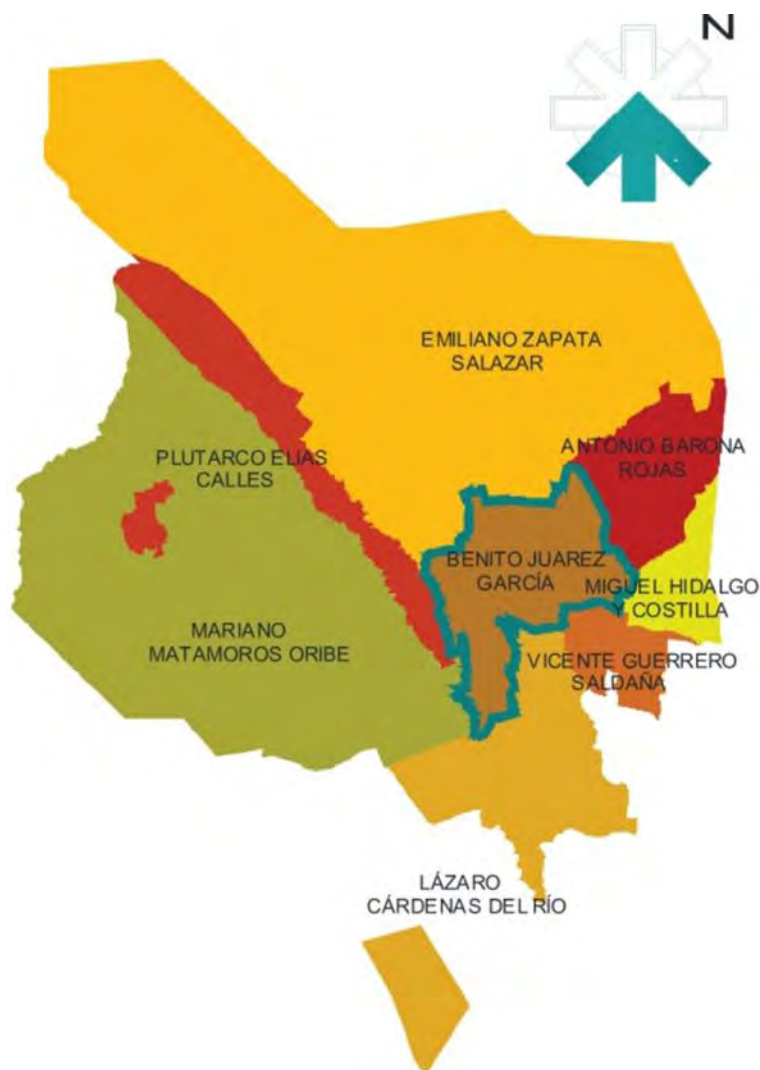 N
EMILIANO ZAPATA
SALAZAR
ANTONIO BARONA
ROJAS
PLUTARCO ELIAS
CALLES
BENITO JUAREZ
GARCÍA
MIGUEL HIDALGO
Y COSTILLA
MARIANO
MATAMOROS ORIBE
VICENTE GUERRERO
SALDAÑA
LÁZARO
CÁRDENAS DEL RÍO